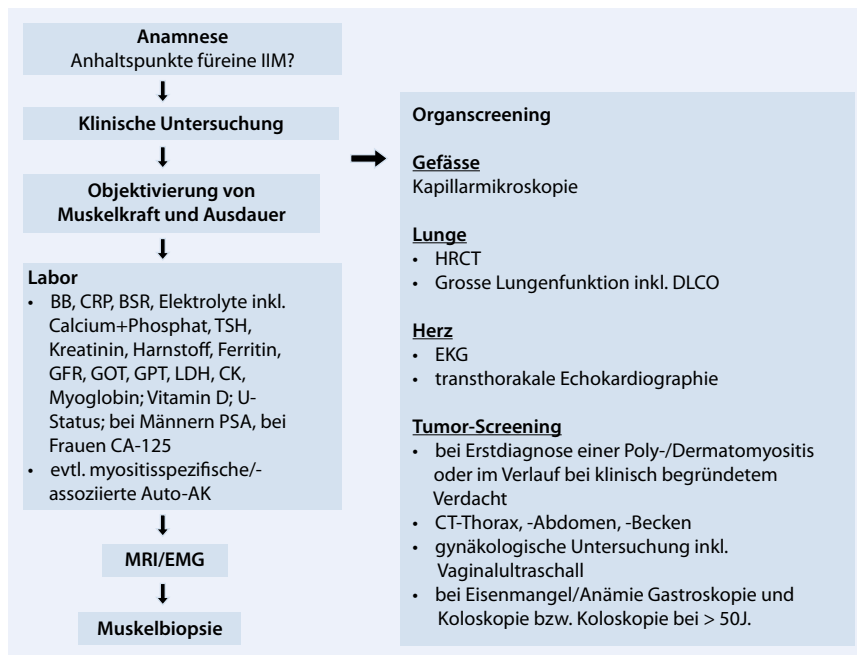 Anamnese
Anhaltspunkte füreine IIM?
Klinische Untersuchung
Objektivierung von
Muskelkraft und Ausdauer
Labor
• BB, CRP, BSR, Elektrolyte inkl.
Calcium+Phosphat, TSH,
Kreatinin, Harnstoff, Ferritin,
GFR, GOT, GPT, LDH, CK,
Myoglobin; Vitamin D; U-
Status; bei Männern PSA, bei
Frauen CA-125
• evtl. myositisspezifische/-
assoziierte Auto-AK
MRI/EMG
Muskelbiopsie
Organscreening
Gefässe
Kapillarmikroskopie
Lunge
• HRCT
• Grosse Lungenfunktion inkl. DLCO
Herz
• EKG
• transthorakale Echokardiographie
Tumor-Screening
• bei Erstdiagnose einer Poly-/Dermatomyositis
oder im Verlauf bei klinisch begründetem
Verdacht
• CT-Thorax, -Abdomen, -Becken
• gynäkologische Untersuchung inkl.
Vaginalultraschall
• bei Eisenmangel/Anämie Gastroskopie und
Koloskopie bzw. Koloskopie bei > 50J.